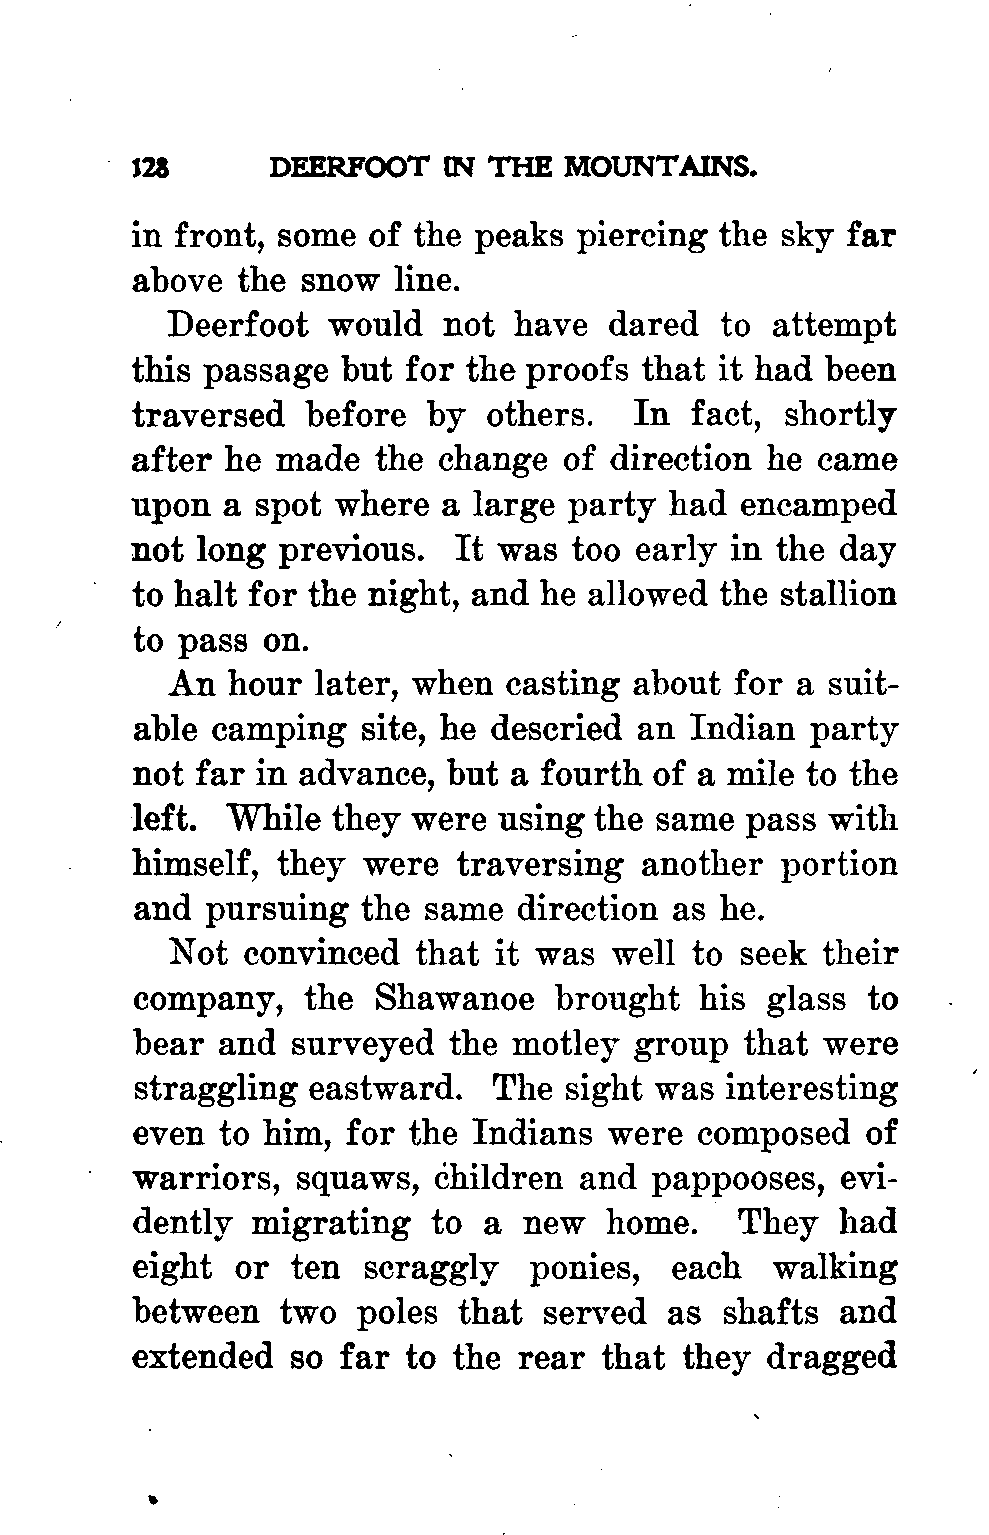 128 DEERFOOT IN THE MOUNTAINS.
in front, some of the peaks piercing the sky far
above the snow line.
Deerfoot would not have dared to attempt
this passage but for the proofs that it had been
traversed before by others. In fact, shortly
after he made the change of direction he came
upon a spot where a large party had encamped
not long previous. It was too early in the day
to halt for the night, and he allowed the stallion
to pass on.
An hour later, when casting about for a suit-
able camping site, he descried an Indian party
not far in advance, but a fourth of a mile to the
left. While they were using the same pass with
himself, they were traversing another portion
and pursuing the same direction as he.
Not convinced that it was well to seek their
company, the Shawanoe brought his glass to
bear and surveyed the motley group that were
straggling eastward. The sight was interesting
even to him, for the Indians were composed of
warriors, squaws, children and pappooses, evi-
dently migrating to a new home. They had
eight or ten scraggly ponies, each walking
between two poles that served as shafts and
extended so far to the rear that they dragged